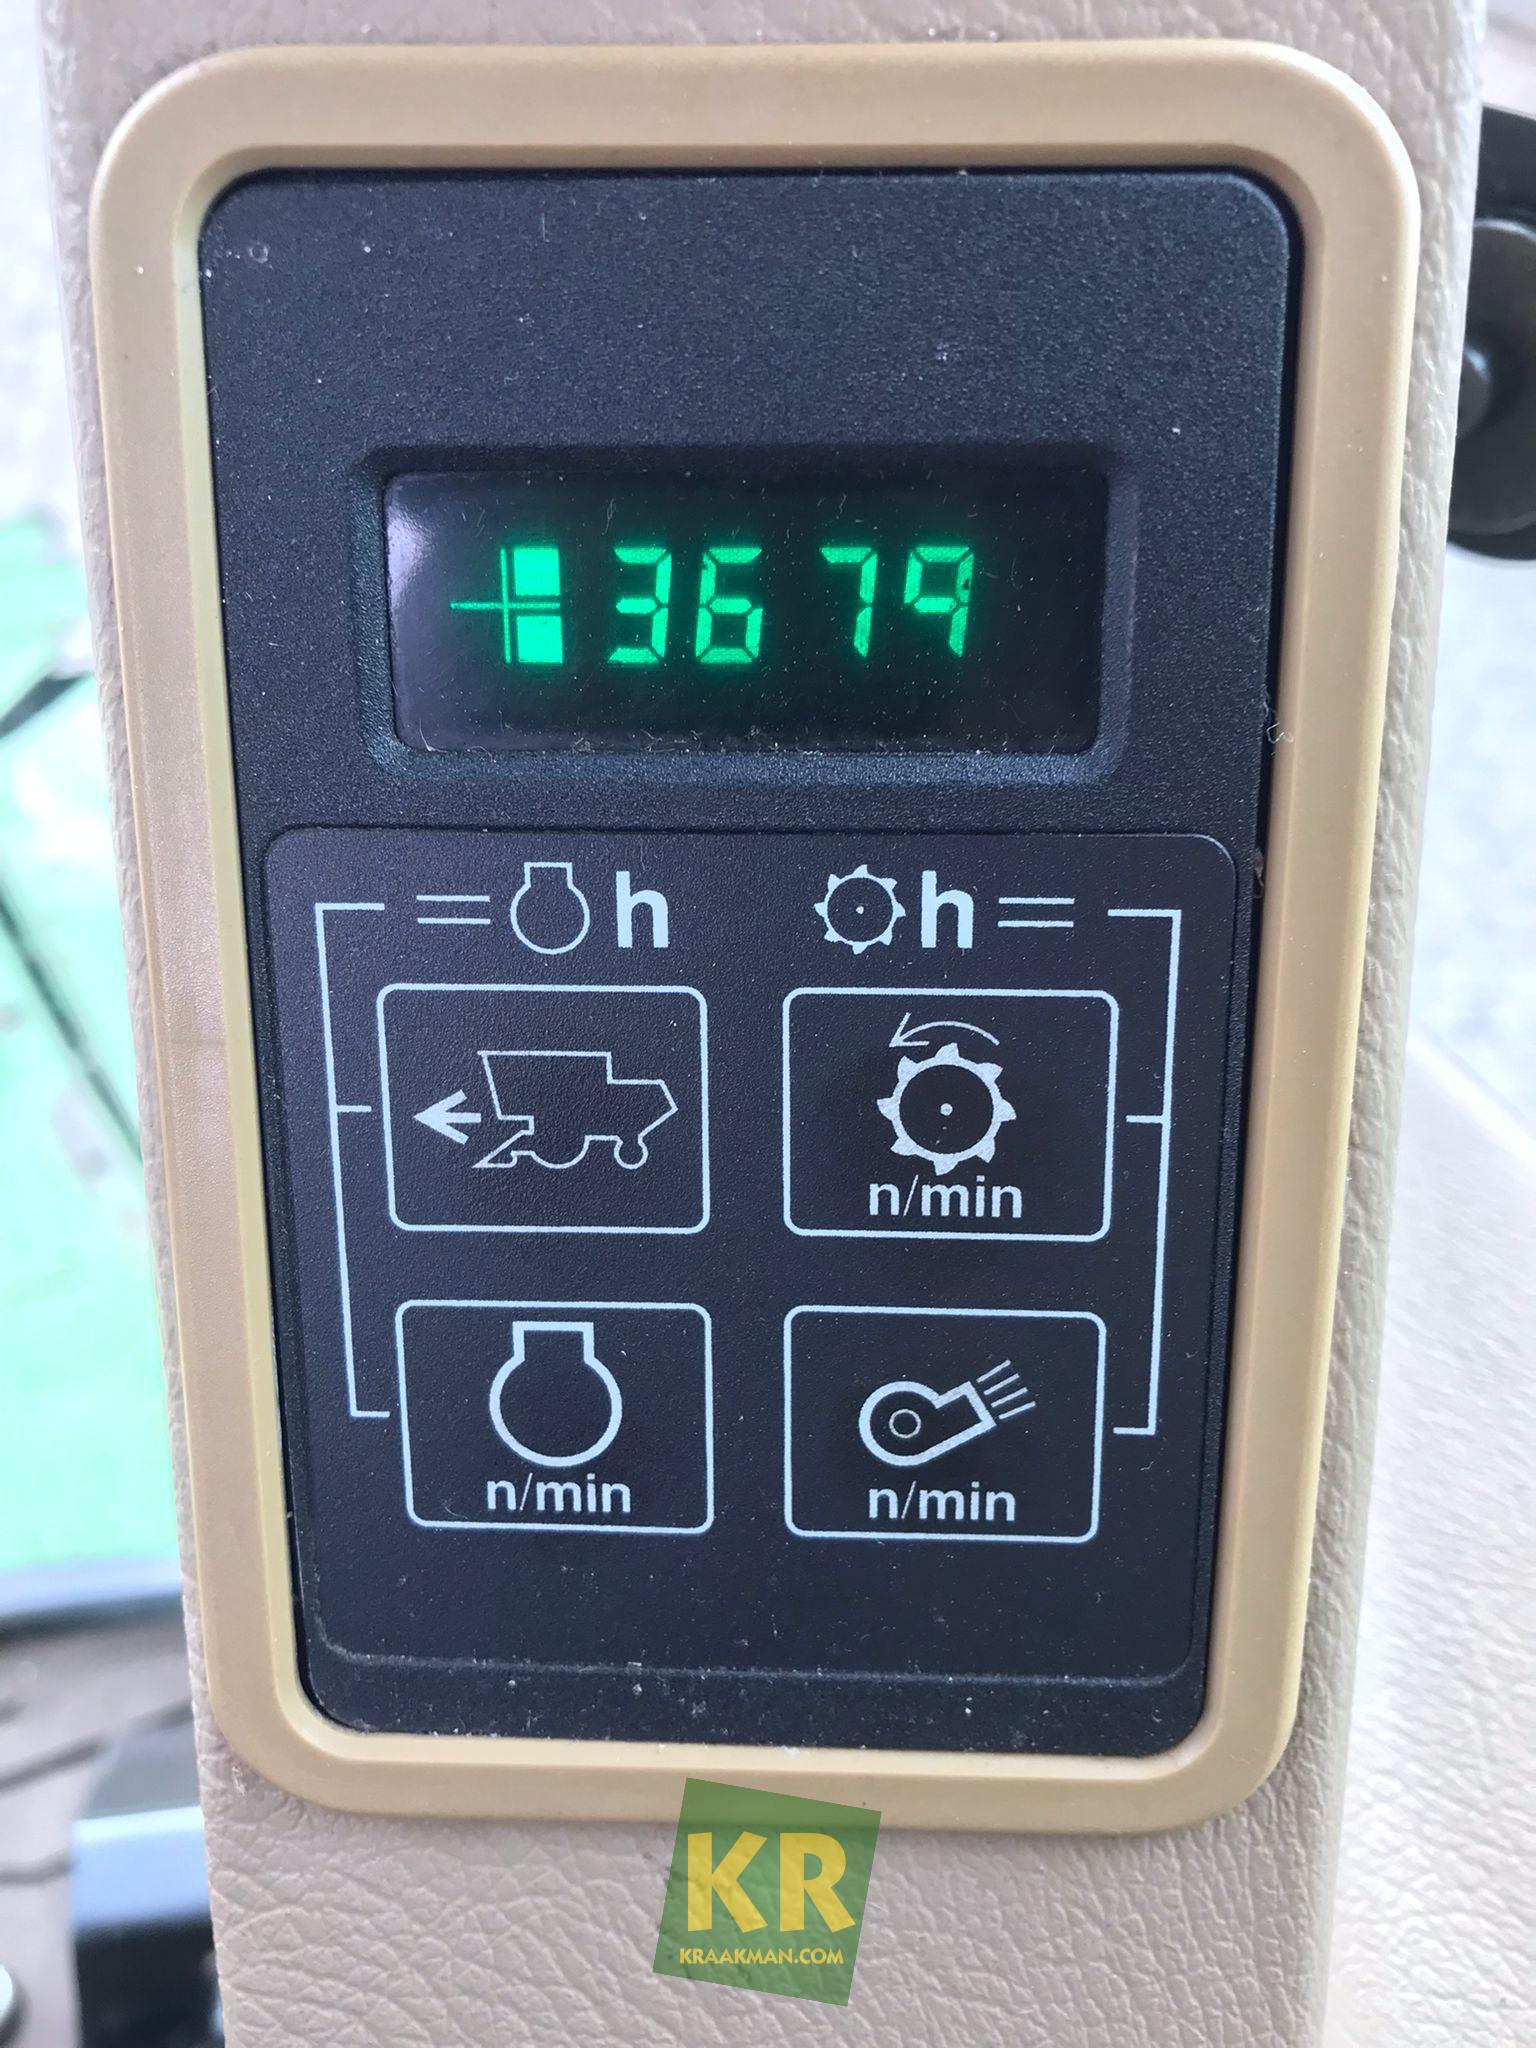 3679
h h
n/min
n/min n/min
KR
KRAAKMAN.COM